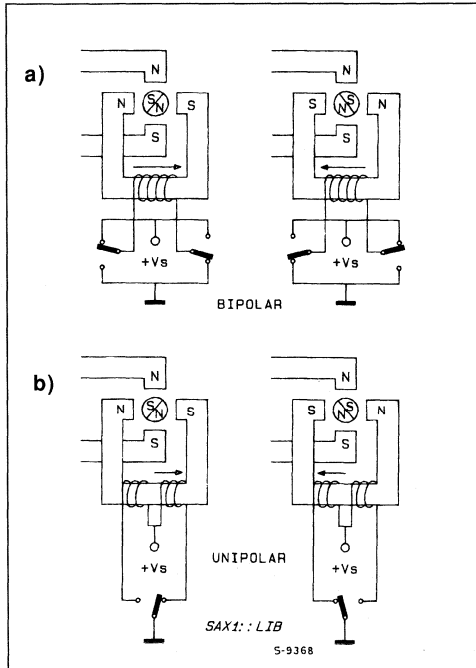 a)
N N
N S N S S N S N
S S
+Vs +Vs
BIPOLAR
b)
N N
N S N S S N S N
S S
+Vs +Vs
UNIPOLAR
SAX1::LIB
S-9368